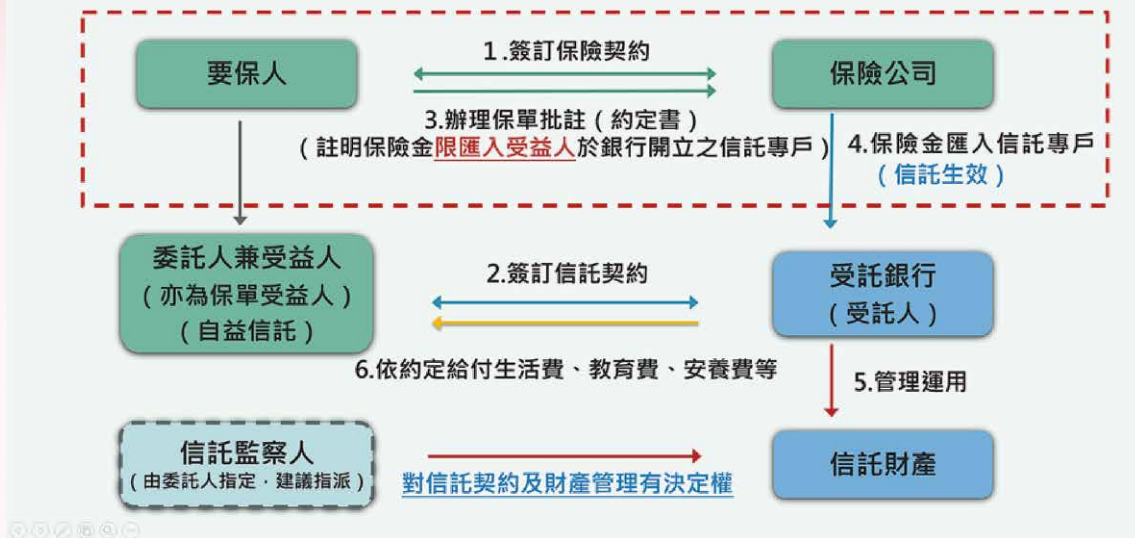 要保人
1.簽訂保險契約
保險公司
3.辦理保單批註(約定書)
(註明保險金限匯入受益人於銀行開立之信託專戶)
4.保險金匯入信託專戶
(信託生效)
委託人兼受益人
(亦為保單受益人)
(自益信託)
2.簽訂信託契約
受託銀行
(受託人)
6.依約定給付生活費、教育費、安養費等
5.管理運用
信託監察人
(由委託人指定‧建議指派)
對信託契約及財產管理有決定權
信託財產